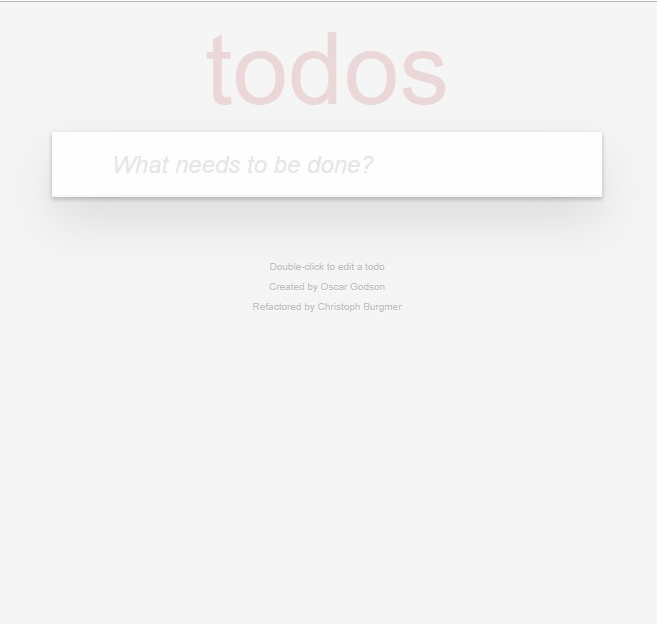 todos
What needs to be done?
Double-click to edit a todo
Created by Oscar Godson
Refactored by Christoph Burgmer